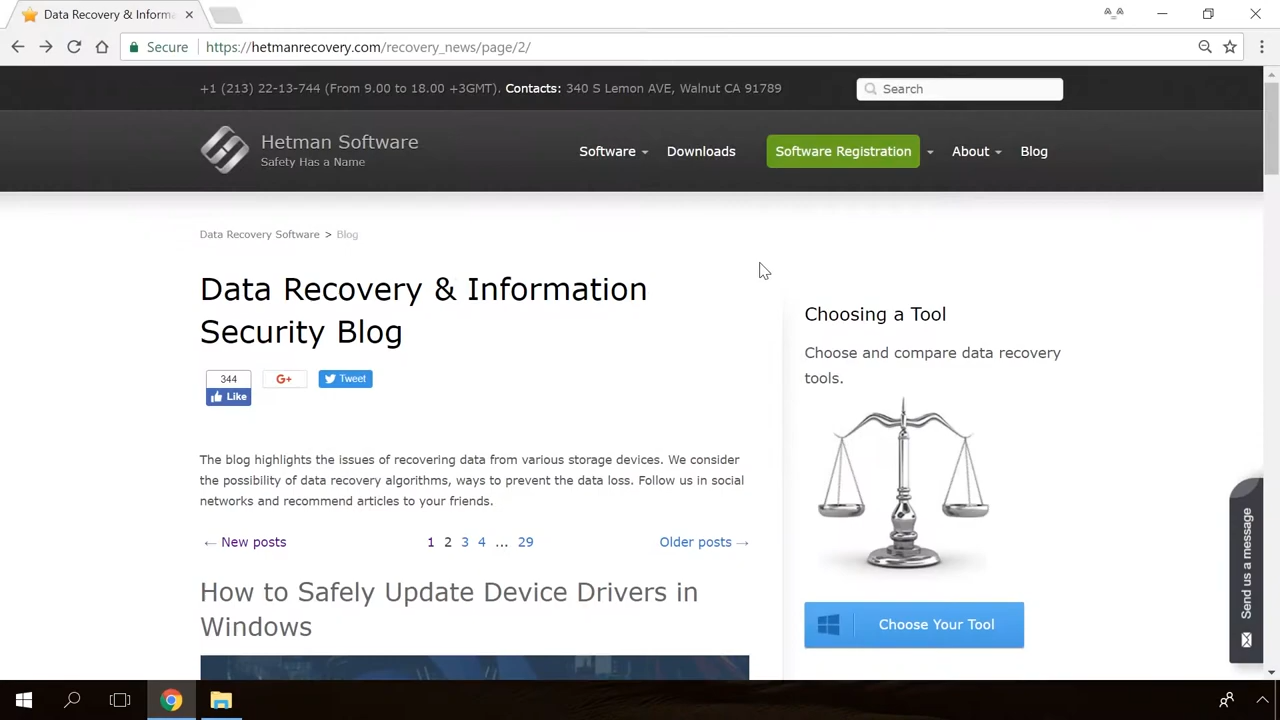 Data Recovery & Inform
Secure https://hetmanrecovery.com/recovery_news/page/2/
+1 (213) 22-13-744 (From 9.00 to 18.00 +3GMT). Contacts: 340 S Lemon AVE, Walnut CA 91789
Search
Hetman Software
Safety Has a Name
Software Downloads Software Registration About Blog
Data Recovery Software > Blog
Data Recovery & Information
Security Blog
344
Like
G+
Tweet
The blog highlights the issues of recovering data from various storage devices. We consider
the possibility of data recovery algorithms, ways to prevent the data loss. Follow us in social
networks and recommend articles to your friends.
← New posts 1 2 3 4 ... 29 Older posts →
How to Safely Update Device Drivers in
Windows
Choosing a Tool
Choose and compare data recovery
tools.
Choose Your Tool
Send us a message